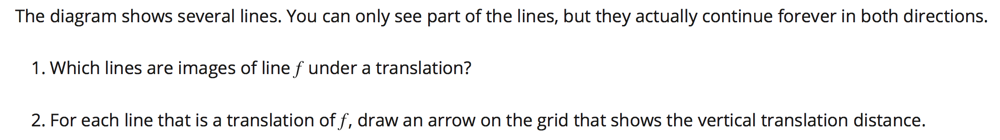 The diagram shows several lines. You can only see part of the lines, but they actually continue forever in both directions.
1. Which lines are images of line f under a translation?
2. For each line that is a translation of f, draw an arrow on the grid that shows the vertical translation distance.